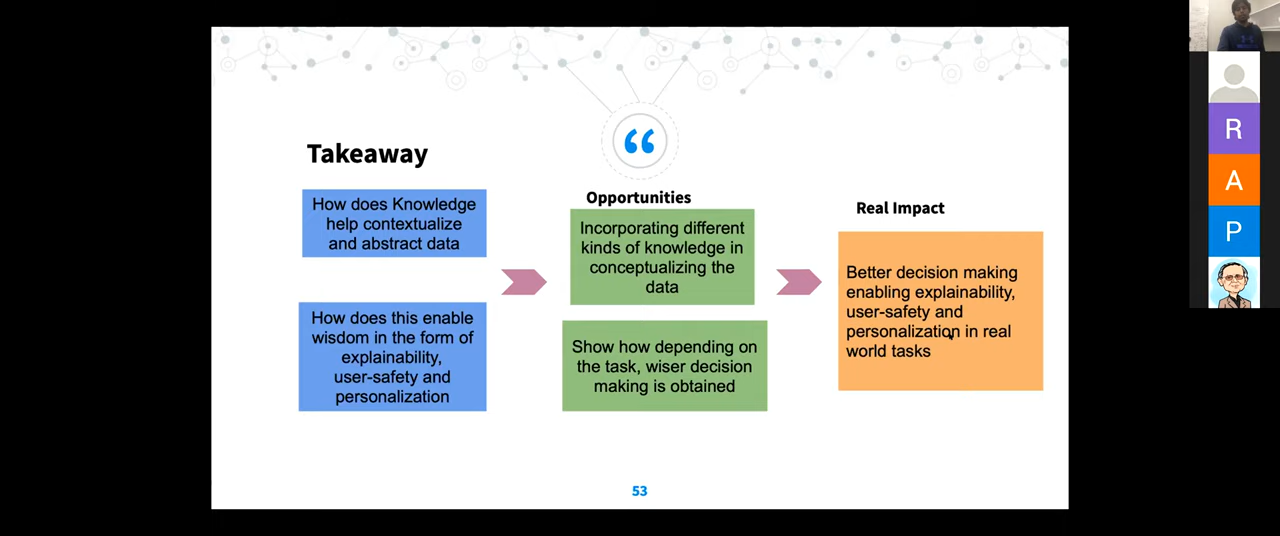 Takeaway
How does Knowledge
help contextualize
and abstract data
How does this enable
wisdom in the form of
explainability,
user-safety and
personalization
“
Opportunities
Incorporating different
kinds of knowledge in
conceptualizing the
data
Show how depending on
the task, wiser decision
making is obtained
Real Impact
Better decision making
enabling explainability,
user-safety and
personalization in real
world tasks
53
R
A
P